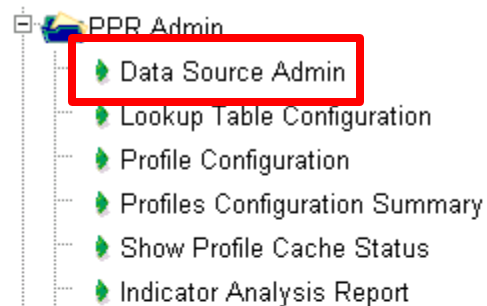 PPR Admin
Data Source Admin
Lookup Table Configuration
Profile Configuration
Profiles Configuration Summary
Show Profile Cache Status
Indicator Analysis Report